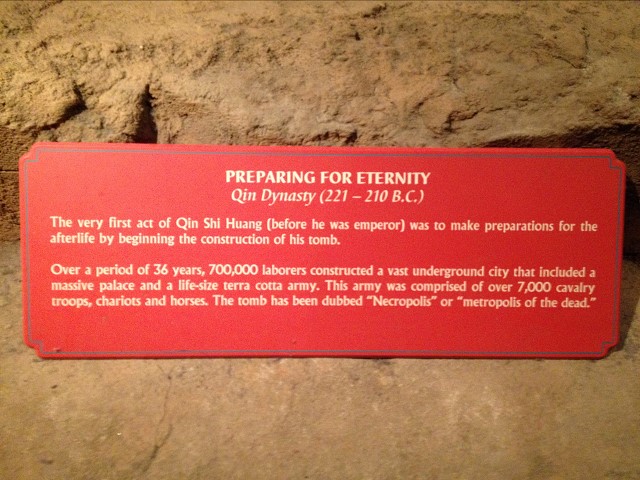 PREPARING FOR ETERNITY
Qin Dynasty (221 – 210 B.C.)
The very first act of Qin Shi Huang (before he was emperor) was to make preparations for the
afterlife by beginning the construction of his tomb.
Over a period of 36 years, 700,000 laborers constructed a vast underground city that included a
massive palace and a life-size terra cotta army. This army was comprised of over 7,000 cavalry
troops, chariots and horses. The tomb has been dubbed “Necropolis” or “metropolis of the dead.”